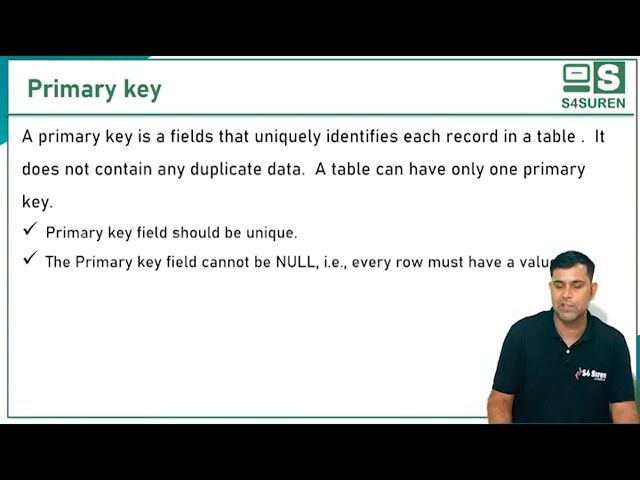 Primary key
S
S4SUREN
A primary key is a fields that uniquely identifies each record in a table . It
does not contain any duplicate data. A table can have only one primary
key.
✓ Primary key field should be unique.
✓ The Primary key field cannot be NULL, i.e., every row must have a valu
S4 Suren